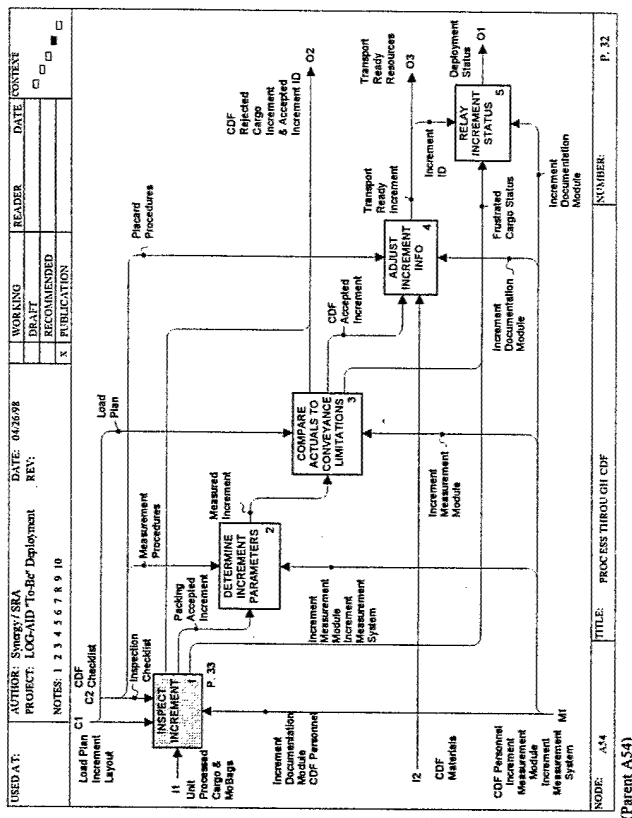 USED AT:
AUTHOR: Synergy/SRA
DATE: 04/26/98
PROJECT: LOG-AID "To-Be" Deployment
REV:
NOTES: 1 2 3 4 5 6 7 8 9 10
WORKING
DRAFT
RECOMMENDED
X PUBLICATION
READER
DATE
CONTEXT
C1
Load Plan
Increment
Layout
CDF
C2 Checklist
Inspection
Checklist
Measurement
Procedures
Load
Plan
Placard
Procedures
I1
Unit
Processed
Cargo &
MoBags
INSPECT
INCREMENT
1
P. 33
Packing
Accepted
Increment
DETERMINE
INCREMENT
PARAMETERS
2
Measured
Increment
COMPARE
ACTUALS TO
CONVEYANCE
LIMITATIONS
3
CDF
Accepted
Increment
ADJUST
INCREMENT
INFO
4
Transport
Ready
Increment
Increment
ID
RELAY
INCREMENT
STATUS
5
CDF
Rejected
Cargo
Increment
& Accepted
Increment ID
O2
Transport
Ready
Resources
O3
Deployment
Status
O1
Frustrated
Cargo Status
Increment
Documentation
Module
CDF Personnel
Increment
Measurement
Module
Increment
Measurement
System
Increment
Measurement
Module
Increment
Documentation
Module
Increment
Documentation
Module
I2
CDF
Materials
CDF Personnel
Increment
Measurement
Module
Increment
Measurement
System
M1
NODE: A54
TITLE: PROCESS THROUGH CDF
NUMBER:
P. 32
(Parent A54)